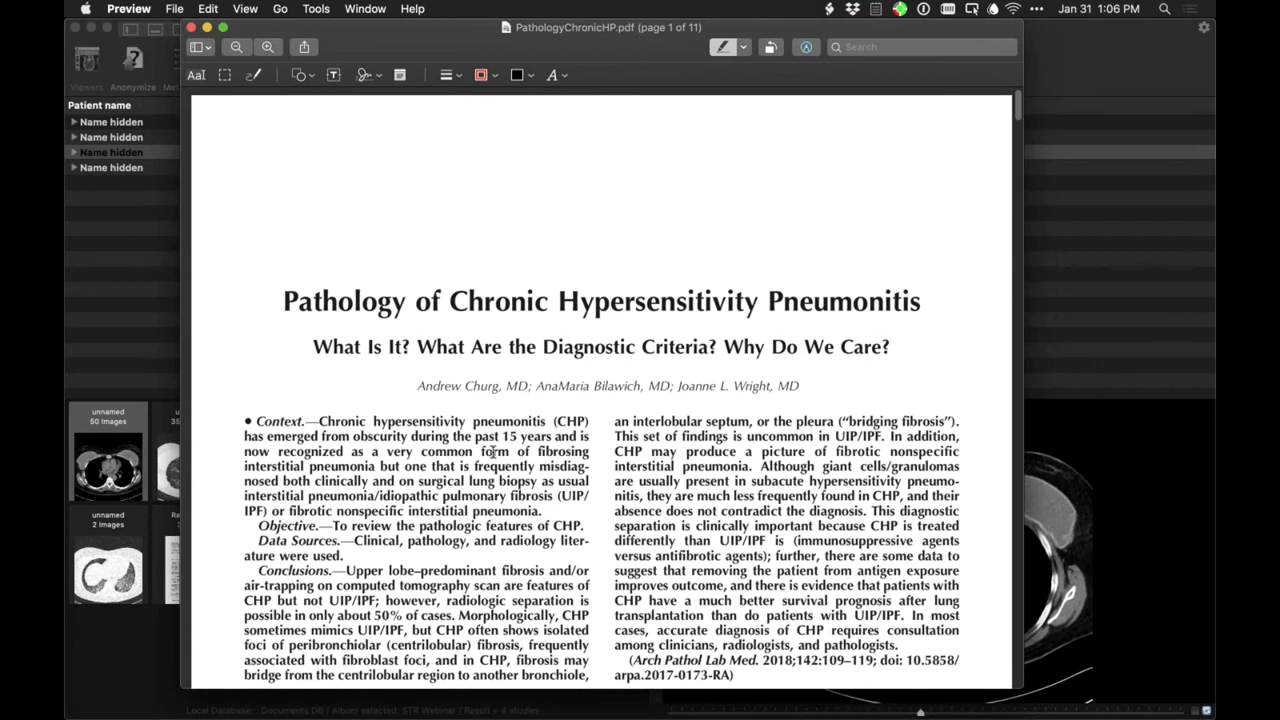 Preview File Edit View Go Tools Window Help
Jan 31 1:06 PM
PathologyChronicHP.pdf (page 1 of 11)
Search
Viewers Anonymize
Patient name
Name hidden
Name hidden
Name hidden
Name hidden
unnamed
50 Images
unnamed
2 Images
Pathology of Chronic Hypersensitivity Pneumonitis
What Is It? What Are the Diagnostic Criteria? Why Do We Care?
Andrew Churg, MD; AnaMaria Bilawich, MD; Joanne L. Wright, MD
• Context.—Chronic hypersensitivity pneumonitis (CHP)
has emerged from obscurity during the past 15 years and is
now recognized as a very common form of fibrosing
interstitial pneumonia but one that is frequently misdiag-
nosed both clinically and on surgical lung biopsy as usual
interstitial pneumonia/idiopathic pulmonary fibrosis (UIP/
IPF) or fibrotic nonspecific interstitial pneumonia.
Objective.—To review the pathologic features of CHP.
Data Sources.—Clinical, pathology, and radiology liter-
ature were used.
Conclusions.—Upper lobe–predominant fibrosis and/or
air-trapping on computed tomography scan are features of
CHP but not UIP/IPF; however, radiologic separation is
possible in only about 50% of cases. Morphologically, CHP
sometimes mimics UIP/IPF, but CHP often shows isolated
foci of peribronchiolar (centrilobular) fibrosis, frequently
associated with fibroblast foci, and in CHP, fibrosis may
bridge from the centrilobular region to another bronchiole,
an interlobular septum, or the pleura (“bridging fibrosis”).
This set of findings is uncommon in UIP/IPF. In addition,
CHP may produce a picture of fibrotic nonspecific
interstitial pneumonia. Although giant cells/granulomas
are usually present in subacute hypersensitivity pneumo-
nitis, they are much less frequently found in CHP, and their
absence does not contradict the diagnosis. This diagnostic
separation is clinically important because CHP is treated
differently than UIP/IPF is (immunosuppressive agents
versus antifibrotic agents); further, there are some data to
suggest that removing the patient from antigen exposure
improves outcome, and there is evidence that patients with
CHP have a much better survival prognosis after lung
transplantation than do patients with UIP/IPF. In most
cases, accurate diagnosis of CHP requires consultation
among clinicians, radiologists, and pathologists.
(Arch Pathol Lab Med. 2018;142:109–119; doi: 10.5858/
arpa.2017-0173-RA)
Local Database: Documents DB / Album selected: STR Webinar / Result = 4 studies